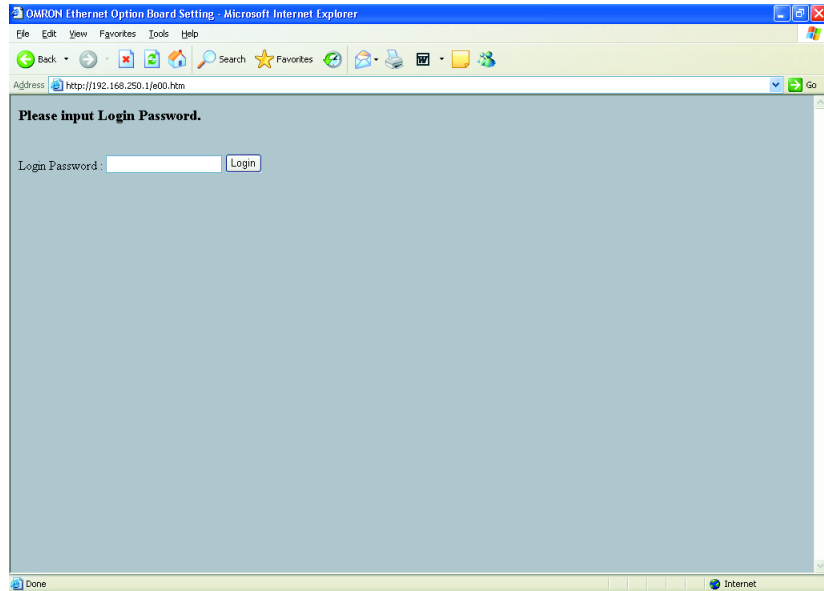 OMRON Ethernet Option Board Setting - Microsoft Internet Explorer
File Edit View Favorites Tools Help
Back Search Favorites
Address http://192.168.250.1/e00.htm Go
Please input Login Password.
Login Password : Login
Done Internet